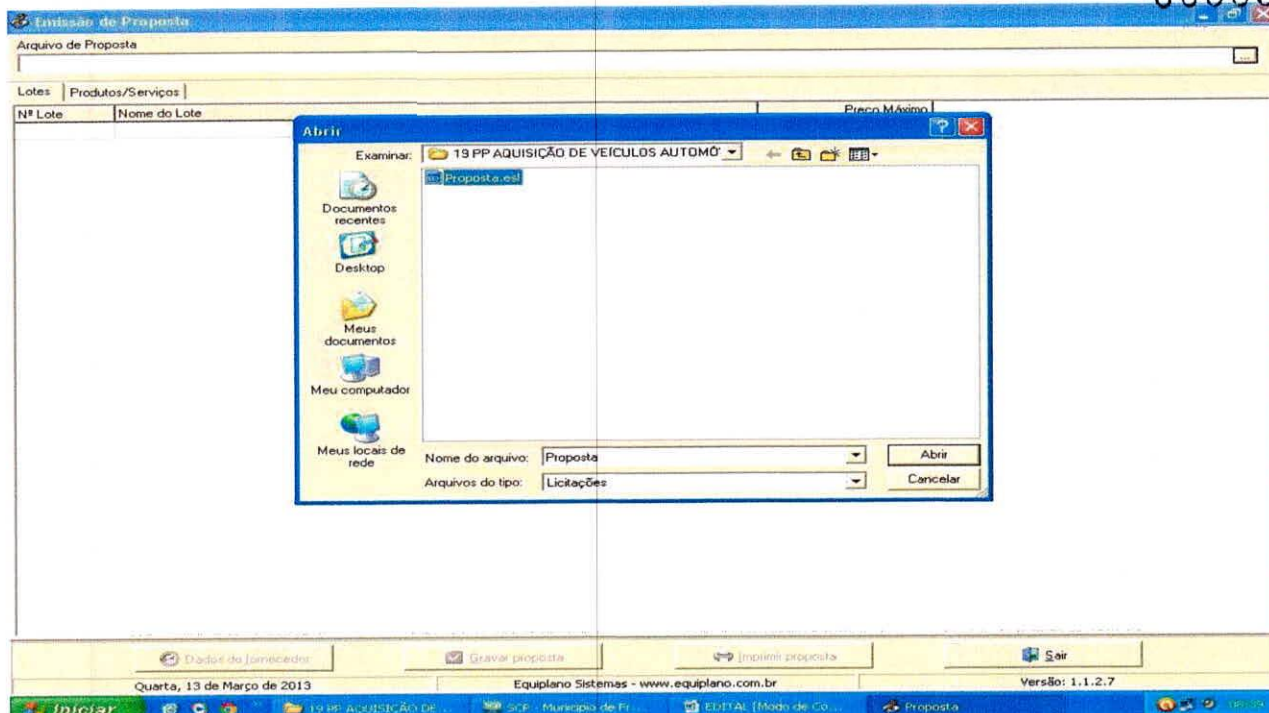 Emissão de Proposta
Arquivo de Proposta
...
Lotes Produtos/Serviços
Nº Lote Nome do Lote Preço Máximo
Abrir
Examinar: 19 PP AQUISIÇÃO DE VEÍCULOS AUTOMÓ
Proposta.esl
Documentos recentes
Desktop
Meus documentos
Meu computador
Meus locais de rede
Nome do arquivo: Proposta Abrir
Arquivos do tipo: Licitações Cancelar
Dados do fornecedor Gravar proposta Imprimir proposta Sair
Quarta, 13 de Março de 2013 Equiplano Sistemas - www.equiplano.com.br Versão: 1.1.2.7
Iniciar 19 PP AQUISIÇÃO DE ... SCP - Municipio de Fr... EDITAL [Modo de Co... Proposta